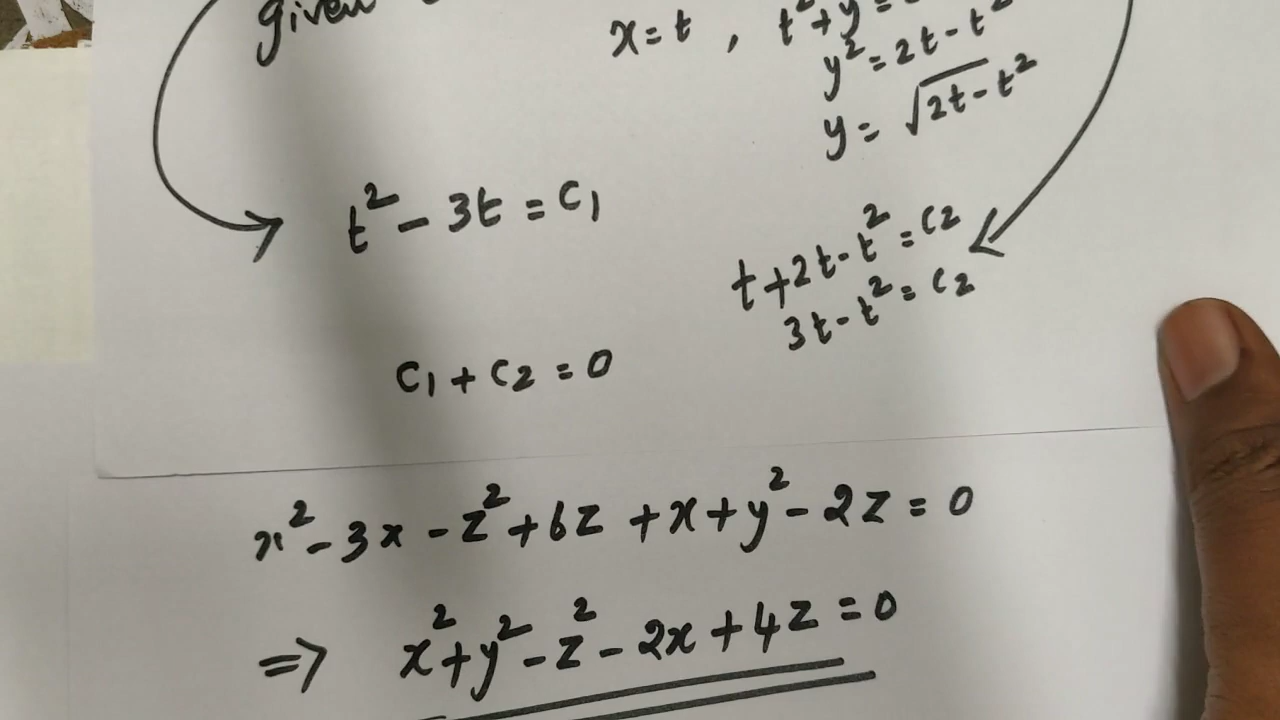 given
x = t , t² + y =
y² = 2t - t²
y = √2t - t²
t² - 3t = C₁
t + 2t - t² = C₂
3t - t² = C₂
C₁ + C₂ = 0
x² - 3x - z² + 6z + x + y² - 2z = 0
⇒ x² + y² - z² - 2x + 4z = 0